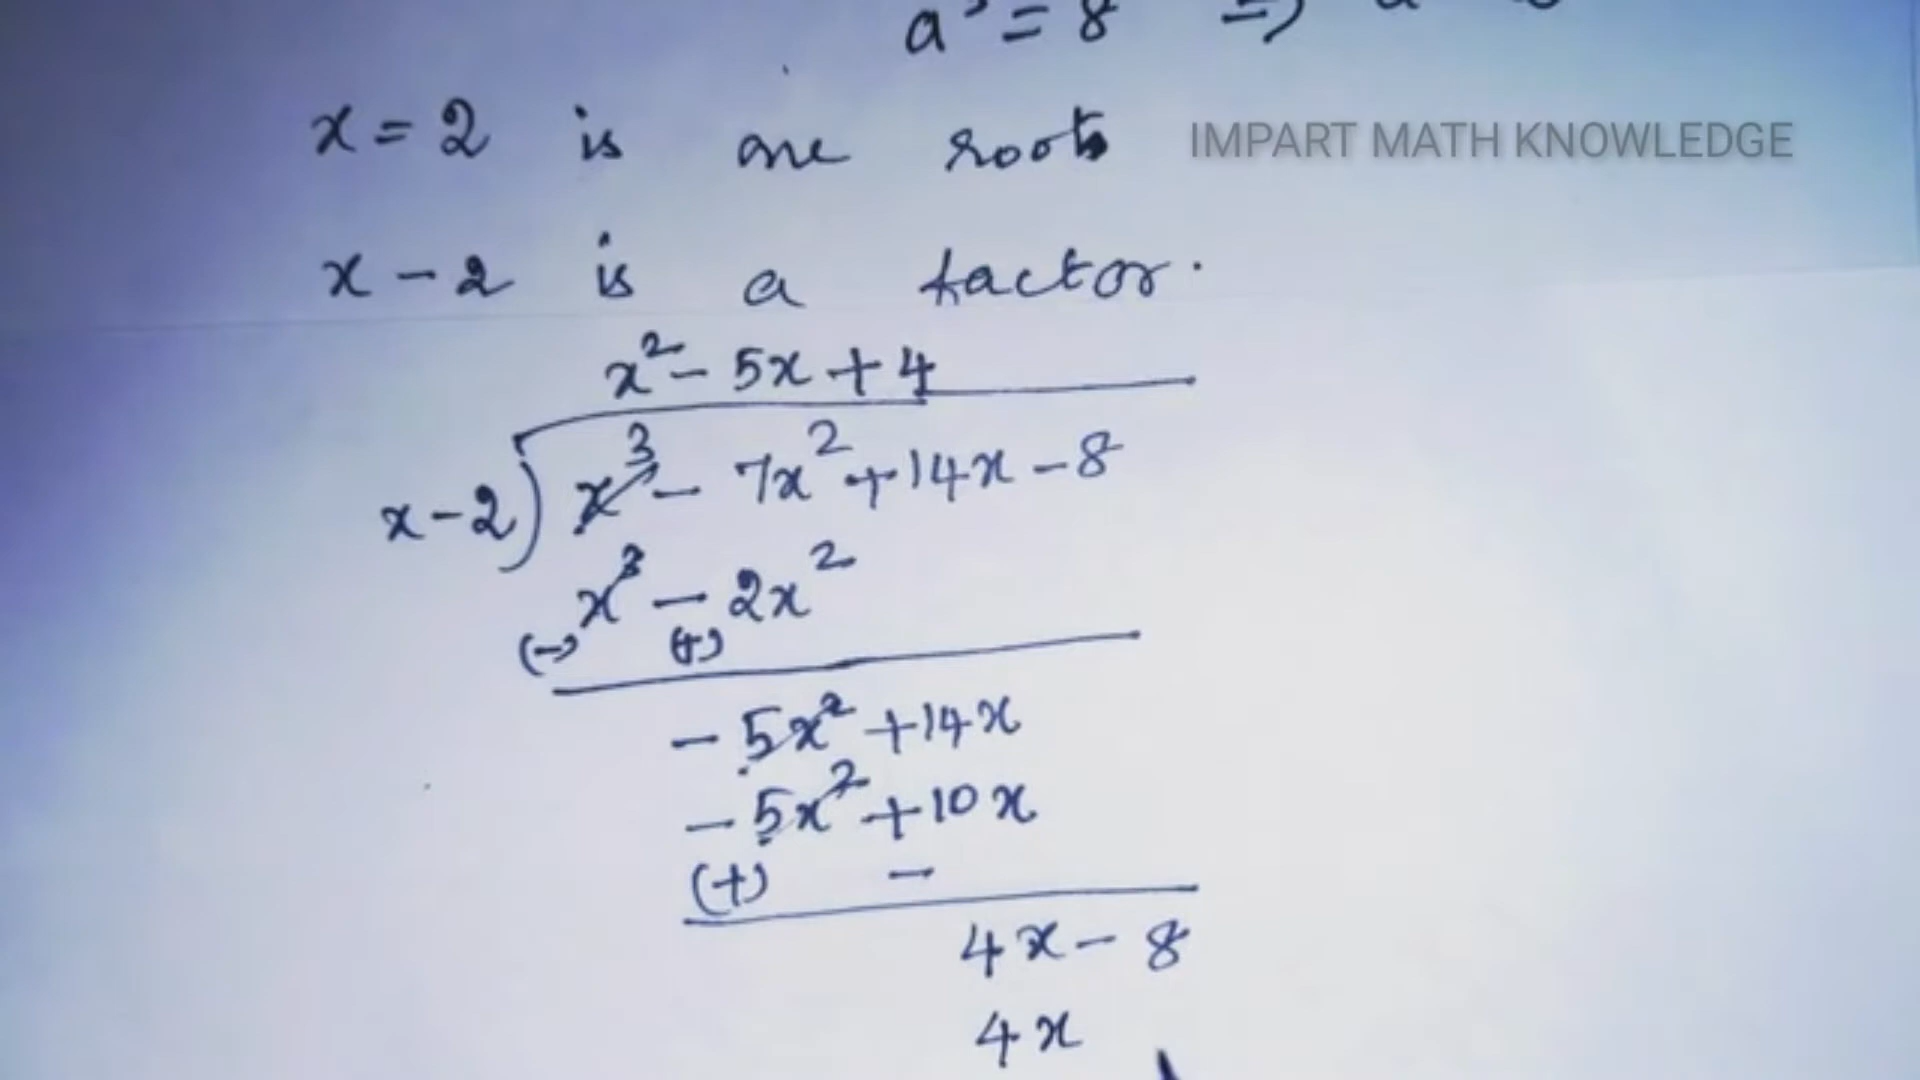 a³ = 8 ⇒
x = 2 is one root
IMPART MATH KNOWLEDGE
x - 2 is a factor.
x² - 5x + 4
x-2) x³ - 7x² + 14x - 8
x³ - 2x²
(-) (+)
- 5x² + 14x
- 5x² + 10x
(+) -
4x - 8
4x